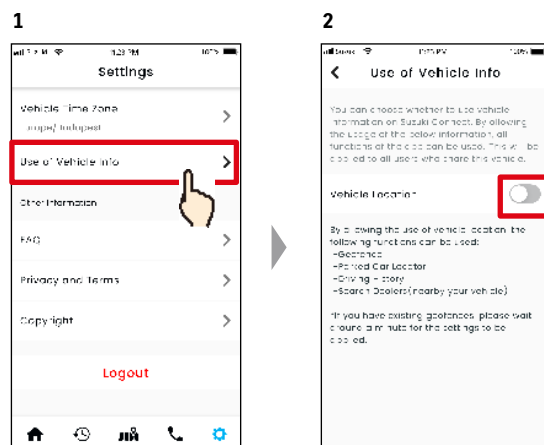 1
2
100%
Settings
Use of Vehicle Info
Vehicle Time Zone
Europe/ Budapest
You can choose whether to use vehicle
information on Suzuki Connect. By allowing
the usage of the below information, all
functions of the app can be used. This will be
applied to all users who share this vehicle.
Use of Vehicle Info
Vehicle Location
Other Information
By allowing the use of vehicle location, the
following functions can be used:
-Geofence
-Parked Car Locator
-Driving History
-Search Dealers(nearby your vehicle)
FAQ
Privacy and Terms
*If you have existing geofences, please wait
around a minute for the settings to be
applied.
Copyright
Logout